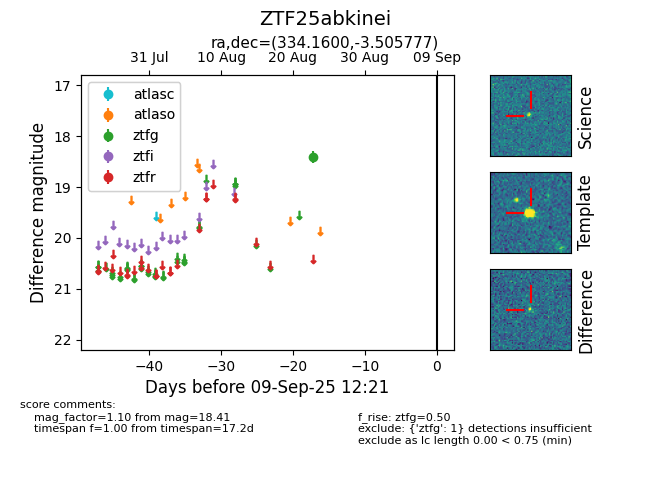 ZTF25abkinei
ra,dec=(334.1600,-3.505777)
31 Jul 10 Aug 20 Aug 30 Aug 09 Sep
17
18
19
20
21
22
Difference magnitude
atlasc
atlaso
ztfg
ztfi
ztfr
−40 −30 −20 −10 0
Days before 09-Sep-25 12:21
Science
Template
Difference
score comments:
mag_factor=1.10 from mag=18.41
timespan f=1.00 from timespan=17.2d
f_rise: ztfg=0.50
exclude: {'ztfg': 1} detections insufficient
exclude as lc length 0.00 < 0.75 (min)